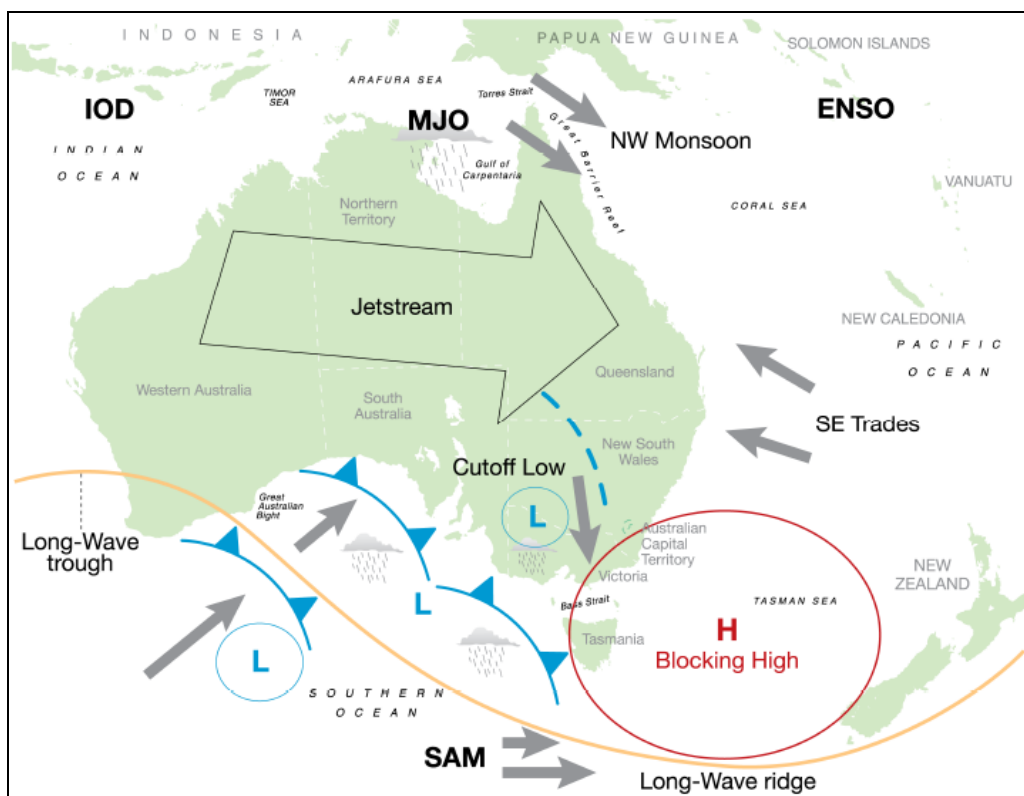 INDONESIA
PAPUA NEW GUINEA
SOLOMON ISLANDS
ARAFURA SEA
TIMOR
SEA
Torres Strait
IOD
MJO
ENSO
NW Monsoon
INDIAN
OCEAN
Gulf of
Carpentaria
Great Barrier Reef
VANUATU
Northern
Territory
CORAL SEA
Jetstream
NEW CALEDONIA
PACIFIC
OCEAN
Western Australia
South
Australia
Queensland
SE Trades
New South
Wales
Cutoff Low
L
Great
Australian
Bight
Long-Wave
trough
Australian
Capital
Territory
Victoria
NEW
ZEALAND
L
Bass Strait
TASMAN SEA
Tasmania
H
Blocking High
L
SOUTHERN
OCEAN
SAM
Long-Wave ridge